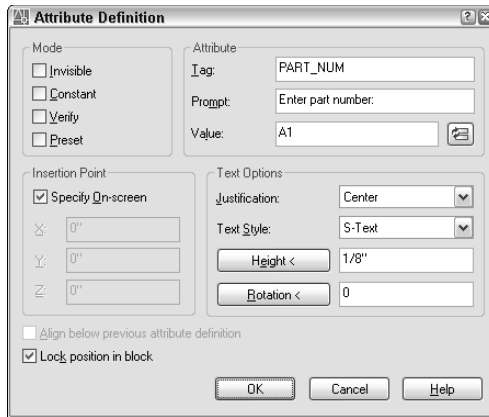 Attribute Definition
Mode
Invisible
Constant
Verify
Preset
Attribute
Tag: PART_NUM
Prompt: Enter part number:
Value: A1
Insertion Point
Specify On-screen
X: 0"
Y: 0"
Z: 0"
Text Options
Justification: Center
Text Style: S-Text
Height < 1/8"
Rotation < 0
Align below previous attribute definition
Lock position in block
OK Cancel Help